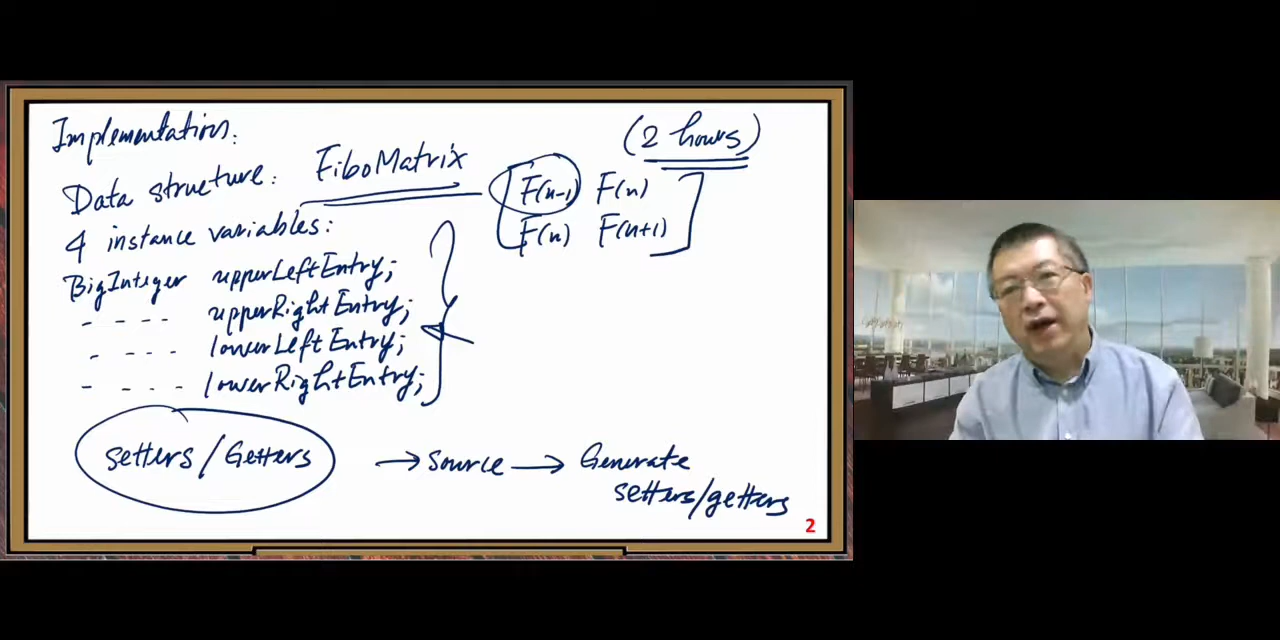 Implementation:
(2 hours)
Data structure: FiboMatrix
F(n-1) F(n)
F(n) F(n+1)
4 instance variables:
BigInteger upperLeftEntry;
- - - - upperRightEntry;
- - - - lowerLeftEntry;
- - - - lowerRightEntry;
Setters/Getters → Source → Generate
setters/getters
2